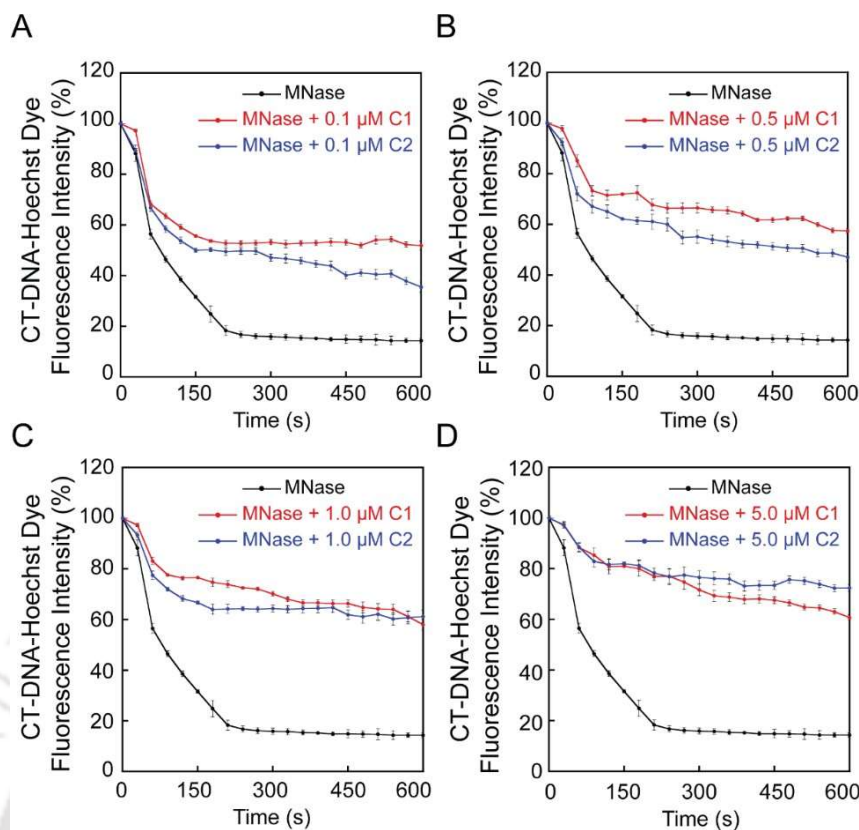 A
CT-DNA-Hoechst Dye
Fluorescence Intensity (%)
120
100
80
60
40
20
0
0 150 300 450 600
Time (s)
MNase
MNase + 0.1 µM C1
MNase + 0.1 µM C2
B
CT-DNA-Hoechst Dye
Fluorescence Intensity (%)
120
100
80
60
40
20
0
0 150 300 450 600
Time (s)
MNase
MNase + 0.5 µM C1
MNase + 0.5 µM C2
C
CT-DNA-Hoechst Dye
Fluorescence Intensity (%)
120
100
80
60
40
20
0
0 150 300 450 600
Time (s)
MNase
MNase + 1.0 µM C1
MNase + 1.0 µM C2
D
CT-DNA-Hoechst Dye
Fluorescence Intensity (%)
120
100
80
60
40
20
0
0 150 300 450 600
Time (s)
MNase
MNase + 5.0 µM C1
MNase + 5.0 µM C2